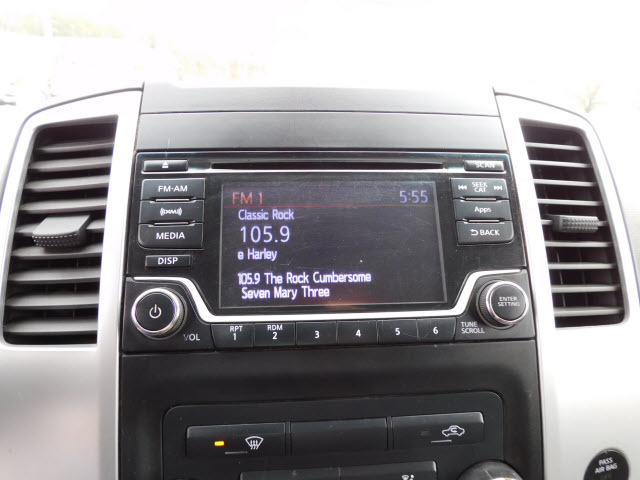 SCAN
FM·AM
SEEK
CAT
FM 1 5:55
Classic Rock
105.9
e Harley
105.9 The Rock Cumbersome
Seven Mary Three
((XM))
MEDIA
DISP
Apps
BACK
VOL
RPT
1
RDM
2
3
4
5
6
TUNE
SCROLL
ENTER
SETTING
PASS
AIR BAG